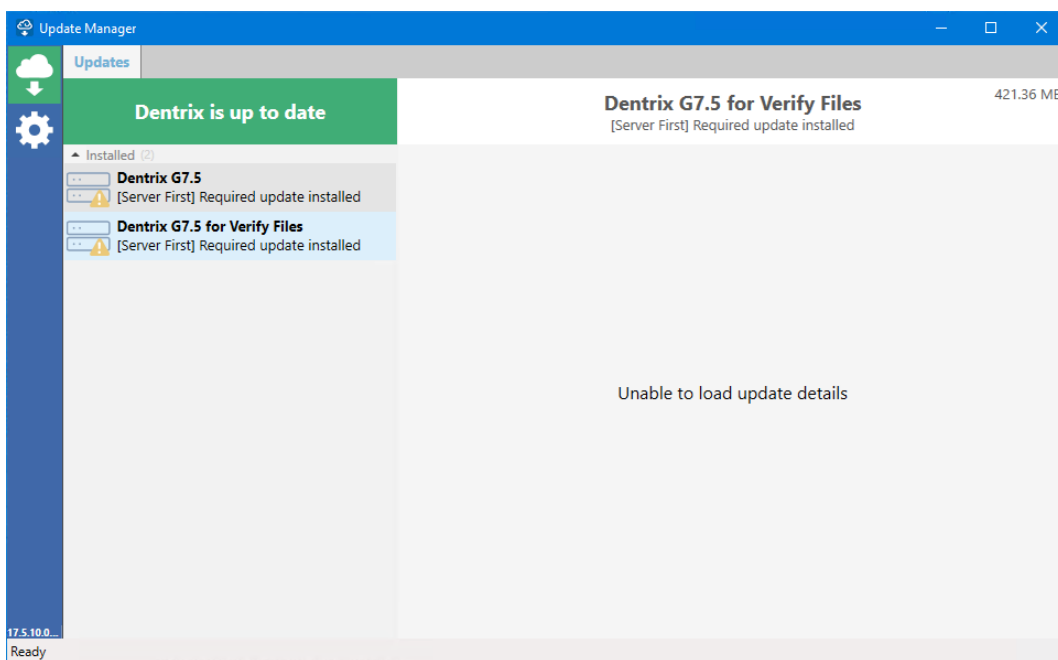 Update Manager
Updates
Dentrix is up to date
Installed (2)
Dentrix G7.5
[Server First] Required update installed
Dentrix G7.5 for Verify Files
[Server First] Required update installed
Dentrix G7.5 for Verify Files
421.36 MB
[Server First] Required update installed
Unable to load update details
17.5.10.0...
Ready